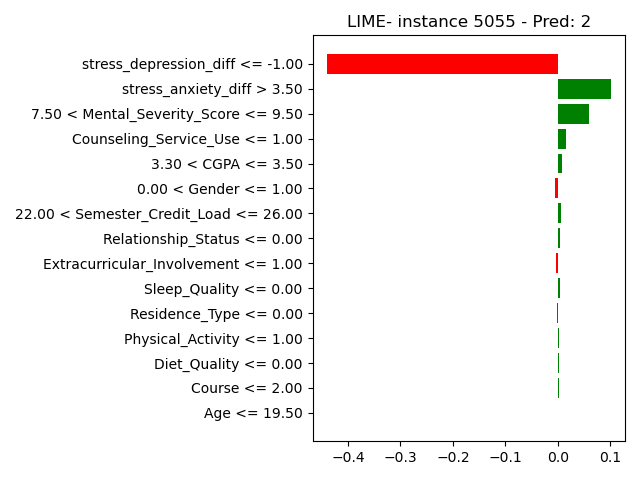 LIME- instance 5055 - Pred: 2
stress_depression_diff <= -1.00
stress_anxiety_diff > 3.50
7.50 < Mental_Severity_Score <= 9.50
Counseling_Service_Use <= 1.00
3.30 < CGPA <= 3.50
0.00 < Gender <= 1.00
22.00 < Semester_Credit_Load <= 26.00
Relationship_Status <= 0.00
Extracurricular_Involvement <= 1.00
Sleep_Quality <= 0.00
Residence_Type <= 0.00
Physical_Activity <= 1.00
Diet_Quality <= 0.00
Course <= 2.00
Age <= 19.50
−0.4 −0.3 −0.2 −0.1 0.0 0.1